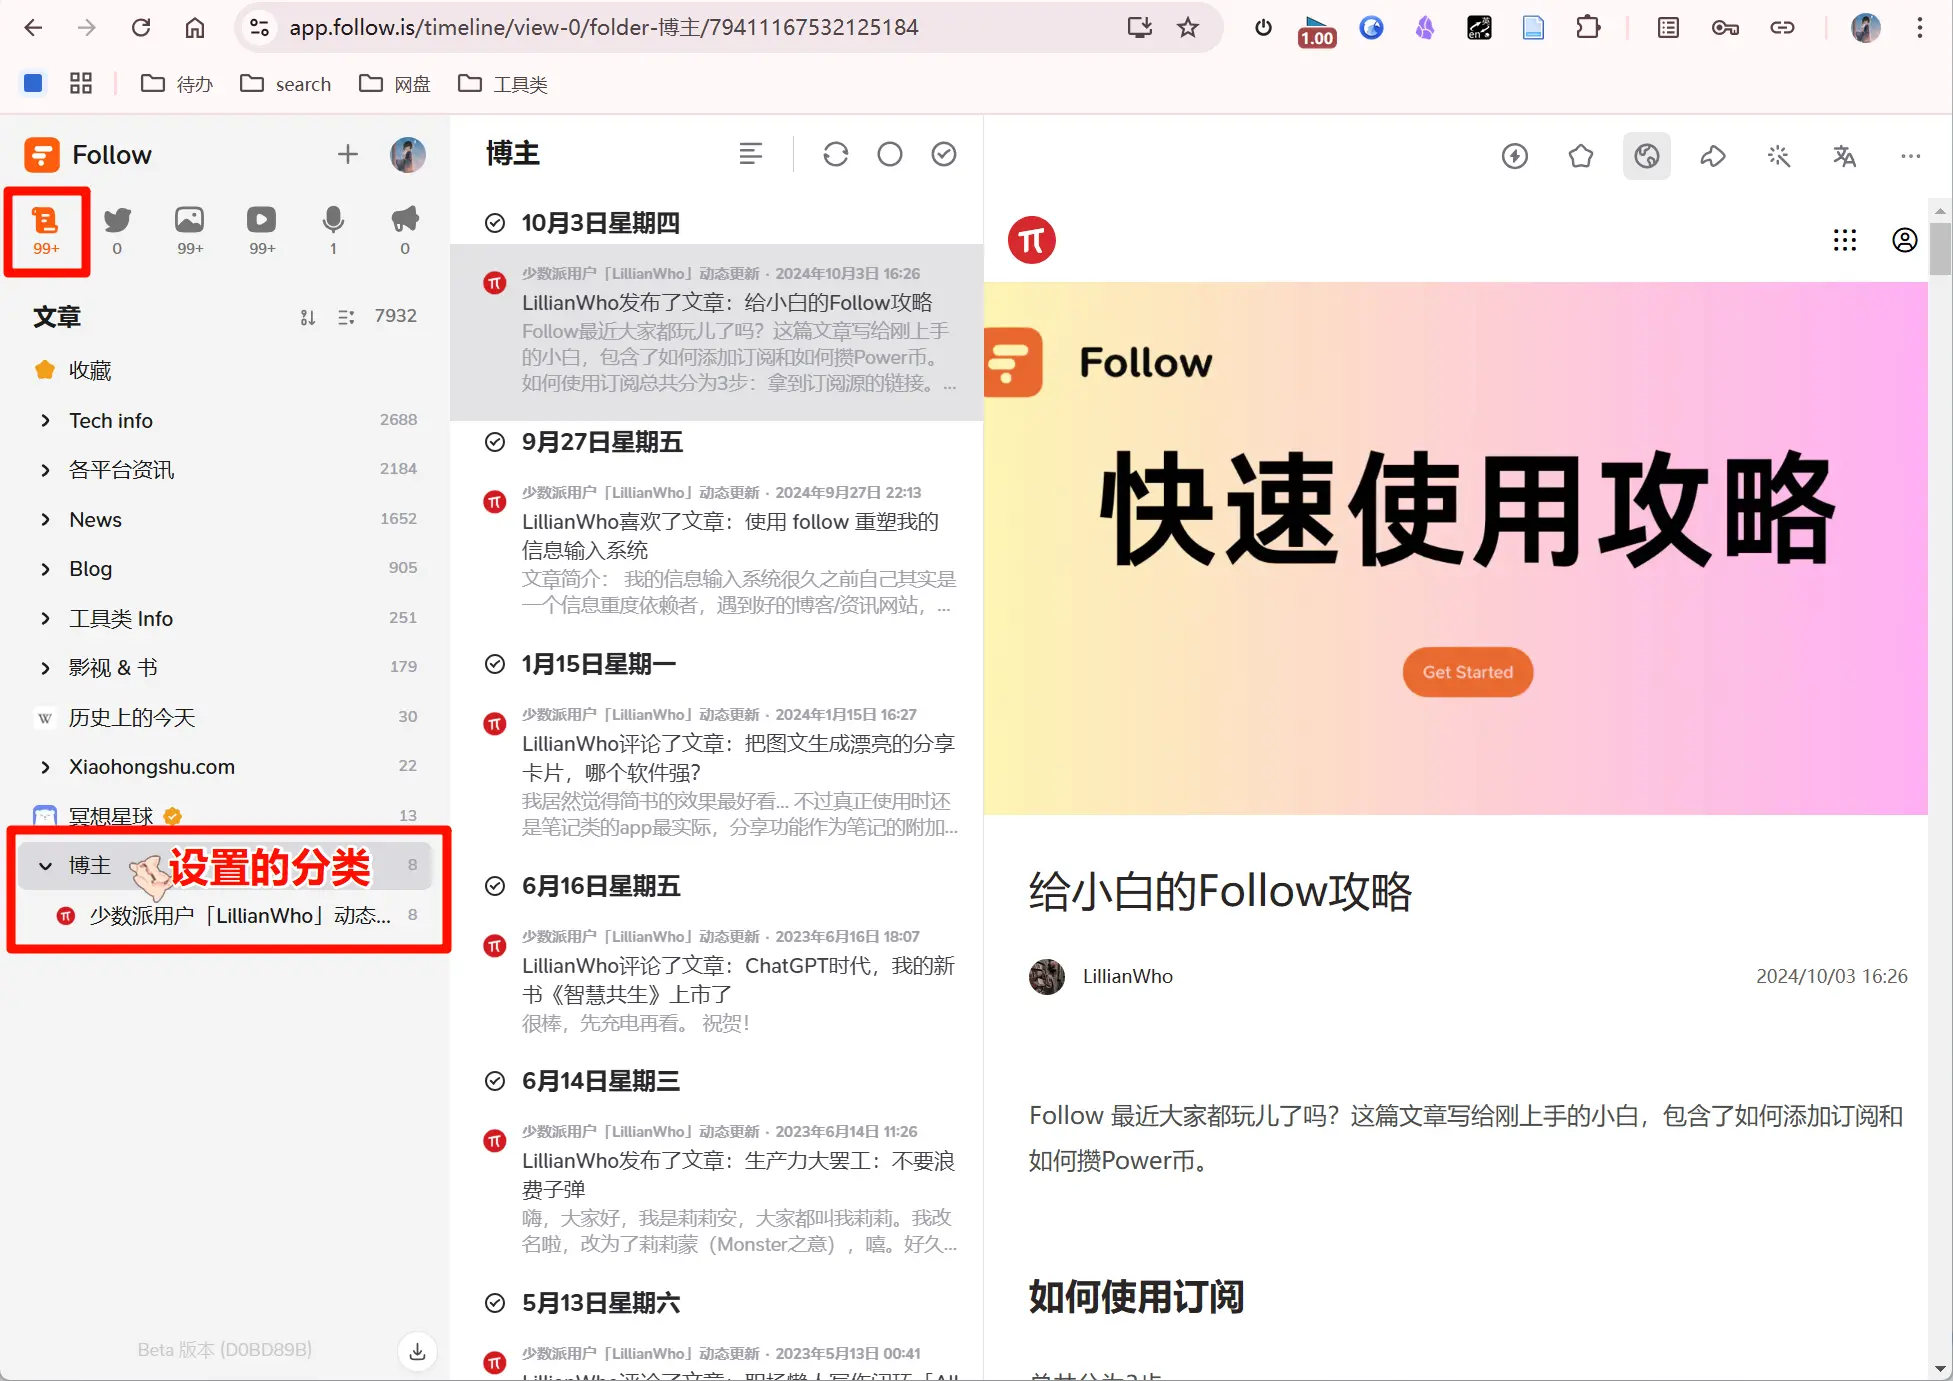 app.follow.is/timeline/view-0/folder-博主/79411167532125184
1.00
英
en
待办
search
网盘
工具类
Follow
99+
0
99+
99+
1
0
文章
7932
收藏
Tech info
2688
各平台资讯
2184
News
1652
Blog
905
工具类 Info
251
影视 & 书
179
W
历史上的今天
30
Xiaohongshu.com
22
冥想星球
13
博主
设置的分类
8
少数派用户「LillianWho」动态...
8
Beta 版本 (D0BD89B)
博主
10月3日星期四
少数派用户「LillianWho」动态更新 · 2024年10月3日 16:26
LillianWho发布了文章：给小白的Follow攻略
Follow最近大家都玩儿了吗？这篇文章写给刚上手
的小白，包含了如何添加订阅和如何攒Power币。
如何使用订阅总共分为3步：拿到订阅源的链接。...
9月27日星期五
少数派用户「LillianWho」动态更新 · 2024年9月27日 22:13
LillianWho喜欢了文章：使用 follow 重塑我的
信息输入系统
文章简介： 我的信息输入系统很久之前自己其实是
一个信息重度依赖者，遇到好的博客/资讯网站，...
1月15日星期一
少数派用户「LillianWho」动态更新 · 2024年1月15日 16:27
LillianWho评论了文章：把图文生成漂亮的分享
卡片，哪个软件强？
我居然觉得简书的效果最好看... 不过真正使用时还
是笔记类的app最实际，分享功能作为笔记的附加...
6月16日星期五
少数派用户「LillianWho」动态更新 · 2023年6月16日 18:07
LillianWho评论了文章：ChatGPT时代，我的新
书《智慧共生》上市了
很棒，先充电再看。 祝贺！
6月14日星期三
少数派用户「LillianWho」动态更新 · 2023年6月14日 11:26
LillianWho发布了文章：生产力大罢工：不要浪
费子弹
嗨，大家好，我是莉莉安，大家都叫我莉莉。我改
名啦，改为了莉莉蒙（Monster之意），嘻。好久...
5月13日星期六
少数派用户「LillianWho」动态更新 · 2023年5月13日 00:41
LillianWho评论了文章：职场懒人写作闭环「All
Follow
快速使用攻略
Get Started
给小白的Follow攻略
LillianWho
2024/10/03 16:26
Follow 最近大家都玩儿了吗？这篇文章写给刚上手的小白，包含了如何添加订阅和
如何攒Power币。
如何使用订阅
总共分为3步